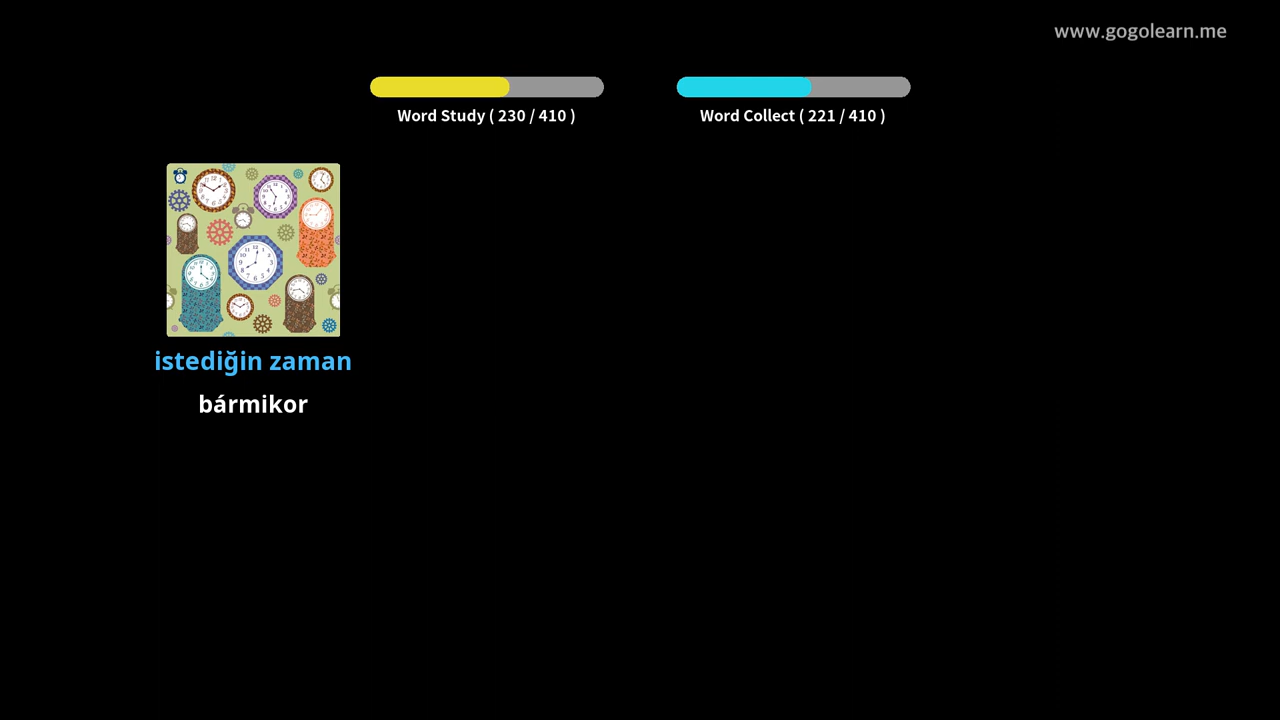 www.gogolearn.me
Word Study ( 230 / 410 )
Word Collect ( 221 / 410 )
istediğin zaman
bármikor